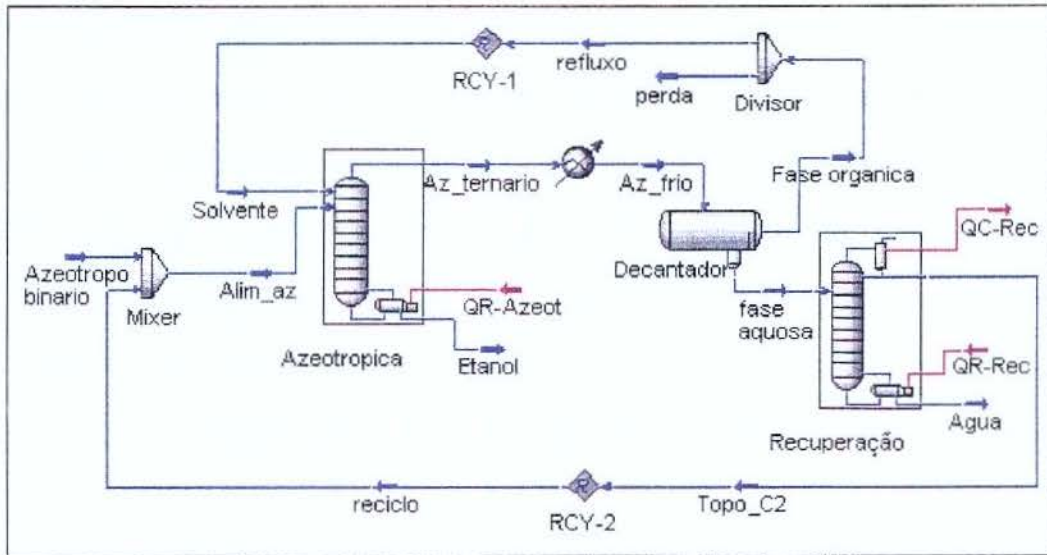 RCY-1
refluxo
perda
Divisor
Az_ternario
Az_frio
Fase organica
Solvente
QC-Rec
Azeotropo
binario
Alim_az
Mixer
QR-Azeot
Decantador
fase
aquosa
QR-Rec
Azeotropica
Etanol
Agua
Recuperação
reciclo
RCY-2
Topo_C2
R
R